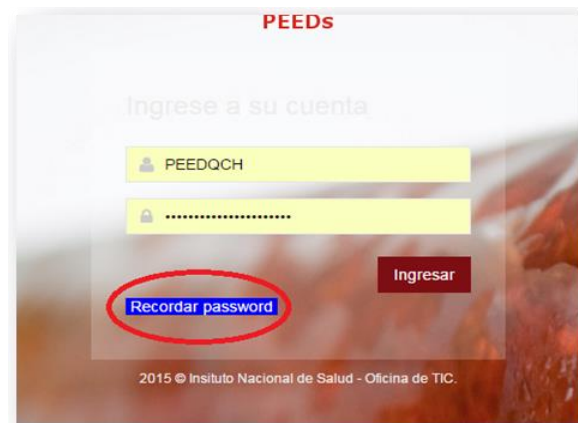 PEEDs
Ingrese a su cuenta
PEEDQCH
••••••••••••••••••••••
Ingresar
Recordar password
2015 © Insituto Nacional de Salud - Oficina de TIC.